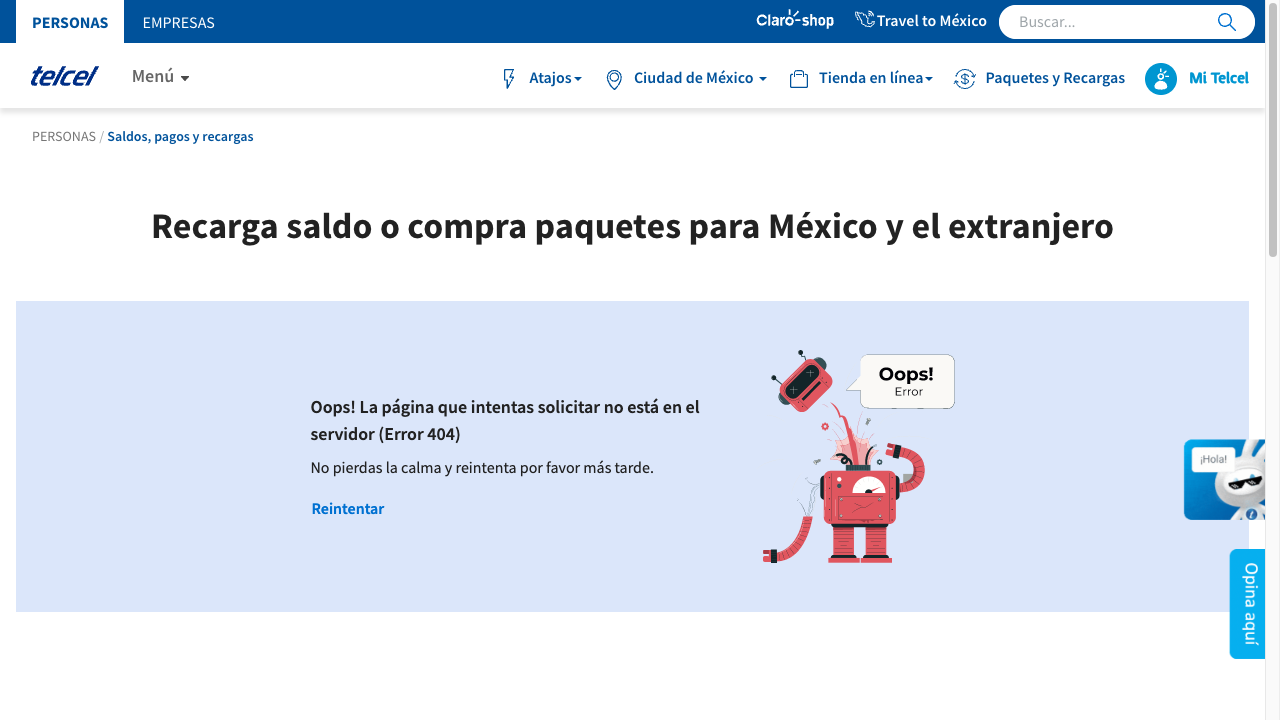 PERSONAS
EMPRESAS
Claro-shop
Travel to México
Buscar...
telcel
Menú
Atajos
Ciudad de México
Tienda en línea
Paquetes y Recargas
Mi Telcel
PERSONAS / Saldos, pagos y recargas
Recarga saldo o compra paquetes para México y el extranjero
Oops!
Error
Oops! La página que intentas solicitar no está en el
servidor (Error 404)
No pierdas la calma y reintenta por favor más tarde.
Reintentar
¡Hola!
Opina aquí